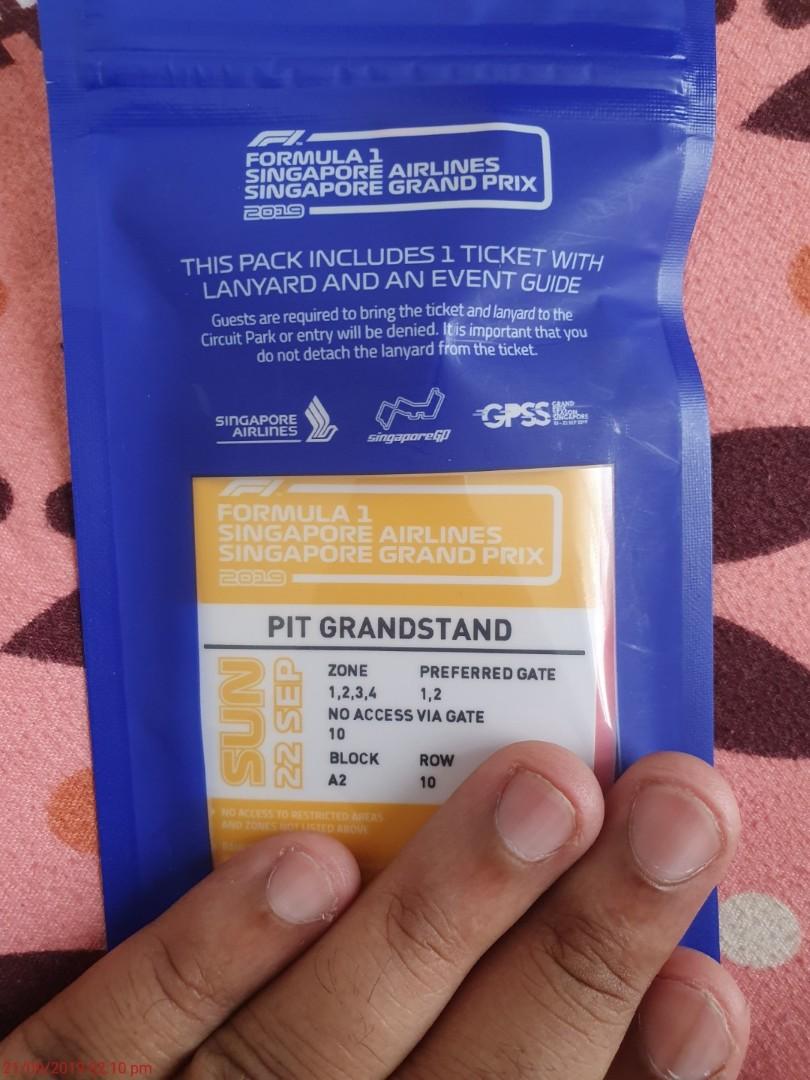 F1
FORMULA 1
SINGAPORE AIRLINES
SINGAPORE GRAND PRIX
2019
THIS PACK INCLUDES 1 TICKET WITH
LANYARD AND AN EVENT GUIDE
Guests are required to bring the ticket and lanyard to the
Circuit Park or entry will be denied. It is important that you
do not detach the lanyard from the ticket.
SINGAPORE
AIRLINES
singaporeGP
GPSS
GRAND
PRIX
SEASON
SINGAPORE
F1
FORMULA 1
SINGAPORE AIRLINES
SINGAPORE GRAND PRIX
2019
PIT GRANDSTAND
SUN
22 SEP
ZONE PREFERRED GATE
1,2,3,4 1,2
NO ACCESS VIA GATE
10
BLOCK ROW
A2 10
NO ACCESS TO RESTRICTED AREAS
AND ZONES NOT LISTED ABOVE